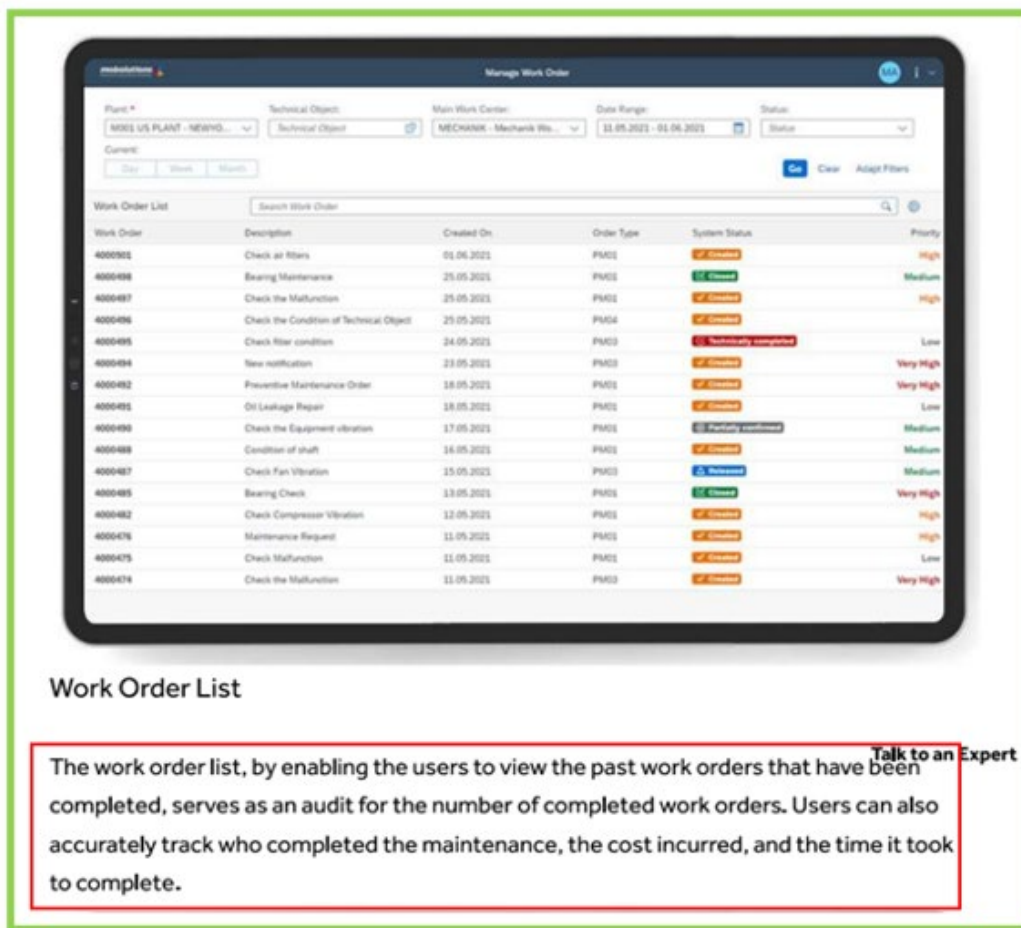 Manage Work Order
MA
Plant: *
Technical Object:
Main Work Center:
Date Range:
Status:
M001 US PLANT - NEWYO...
Technical Object
MECHANIK - Mechanik Wo...
11.05.2021 - 01.06.2021
Status
Current:
Day Week Month
Go Clear Adapt Filters
Work Order List
Search Work Order
Work Order Description Created On Order Type System Status Priority
4000501 Check air filters 01.06.2021 PM01 Created High
4000498 Bearing Maintenance 25.05.2021 PM01 Closed Medium
4000497 Check the Malfunction 25.05.2021 PM01 Created High
4000496 Check the Condition of Technical Object 25.05.2021 PM04 Created
4000495 Check filter condition 24.05.2021 PM03 Technically completed Low
4000494 New notification 23.05.2021 PM03 Created Very High
4000492 Preventive Maintenance Order 18.05.2021 PM01 Created Very High
4000491 Oil Leakage Repair 18.05.2021 PM01 Created Low
4000490 Check the Equipment vibration 17.05.2021 PM01 Partially confirmed Medium
4000488 Condition of shaft 16.05.2021 PM01 Created Medium
4000487 Check Fan Vibration 15.05.2021 PM03 Released Medium
4000485 Bearing Check 13.05.2021 PM01 Closed Very High
4000482 Check Compressor Vibration 12.05.2021 PM01 Created High
4000476 Maintenance Request 11.05.2021 PM01 Created High
4000475 Check Malfunction 11.05.2021 PM01 Created Low
4000474 Check the Malfunction 11.05.2021 PM03 Created Very High
Work Order List
Talk to an Expert
The work order list, by enabling the users to view the past work orders that have been
completed, serves as an audit for the number of completed work orders. Users can also
accurately track who completed the maintenance, the cost incurred, and the time it took
to complete.